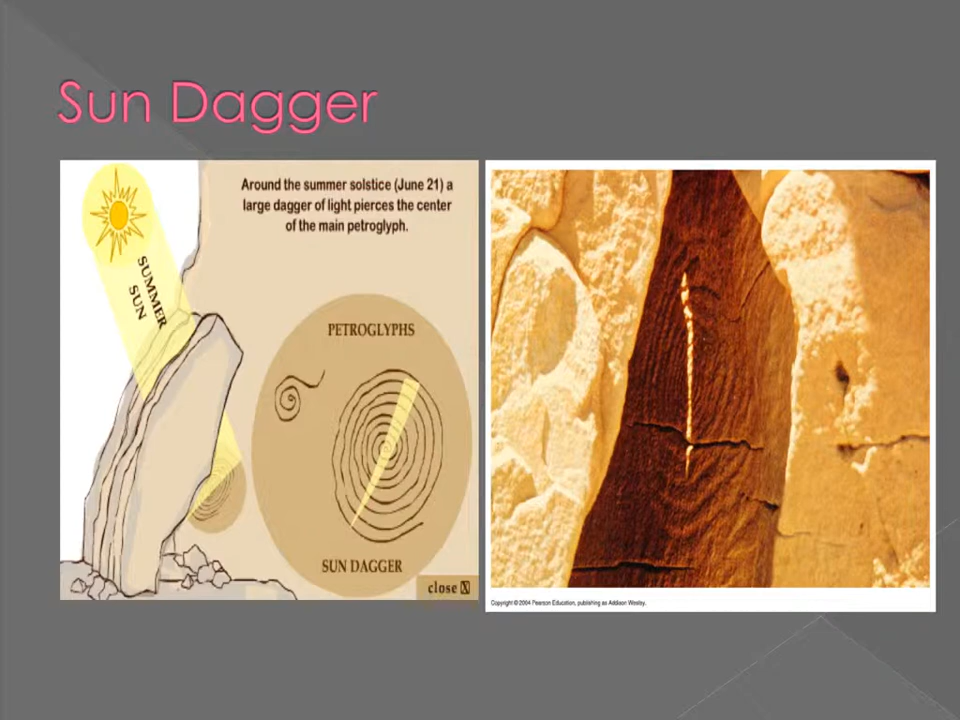 Sun Dagger
Around the summer solstice (June 21) a
large dagger of light pierces the center
of the main petroglyph.
SUMMER
SUN
PETROGLYPHS
SUN DAGGER
close X
Copyright © 2004 Pearson Education, publishing as Addison Wesley.